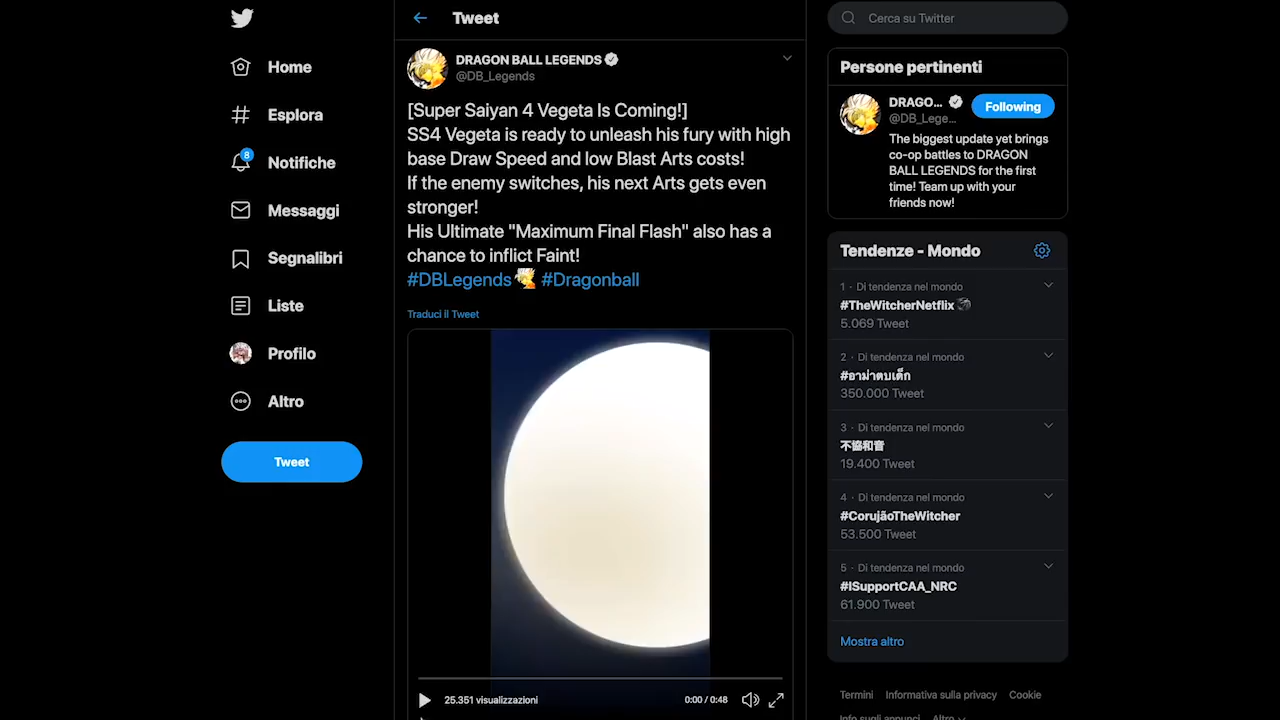 Home
Esplora
8
Notifiche
Messaggi
Segnalibri
Liste
Profilo
Altro
Tweet
Tweet
DRAGON BALL LEGENDS
@DB_Legends
[Super Saiyan 4 Vegeta Is Coming!]
SS4 Vegeta is ready to unleash his fury with high
base Draw Speed and low Blast Arts costs!
If the enemy switches, his next Arts gets even
stronger!
His Ultimate "Maximum Final Flash" also has a
chance to inflict Faint!
#DBLegends #Dragonball
Traduci il Tweet
25.351 visualizzazioni
0:00 / 0:48
Cerca su Twitter
Persone pertinenti
DRAGO...
@DB_Lege...
Following
The biggest update yet brings
co-op battles to DRAGON
BALL LEGENDS for the first
time! Team up with your
friends now!
Tendenze - Mondo
1 · Di tendenza nel mondo
#TheWitcherNetflix
5.069 Tweet
2 · Di tendenza nel mondo
#อาม่าตบเด็ก
350.000 Tweet
3 · Di tendenza nel mondo
不協和音
19.400 Tweet
4 · Di tendenza nel mondo
#CorujãoTheWitcher
53.500 Tweet
5 · Di tendenza nel mondo
#ISupportCAA_NRC
61.900 Tweet
Mostra altro
Termini Informativa sulla privacy Cookie
Info sugli annunci Altro